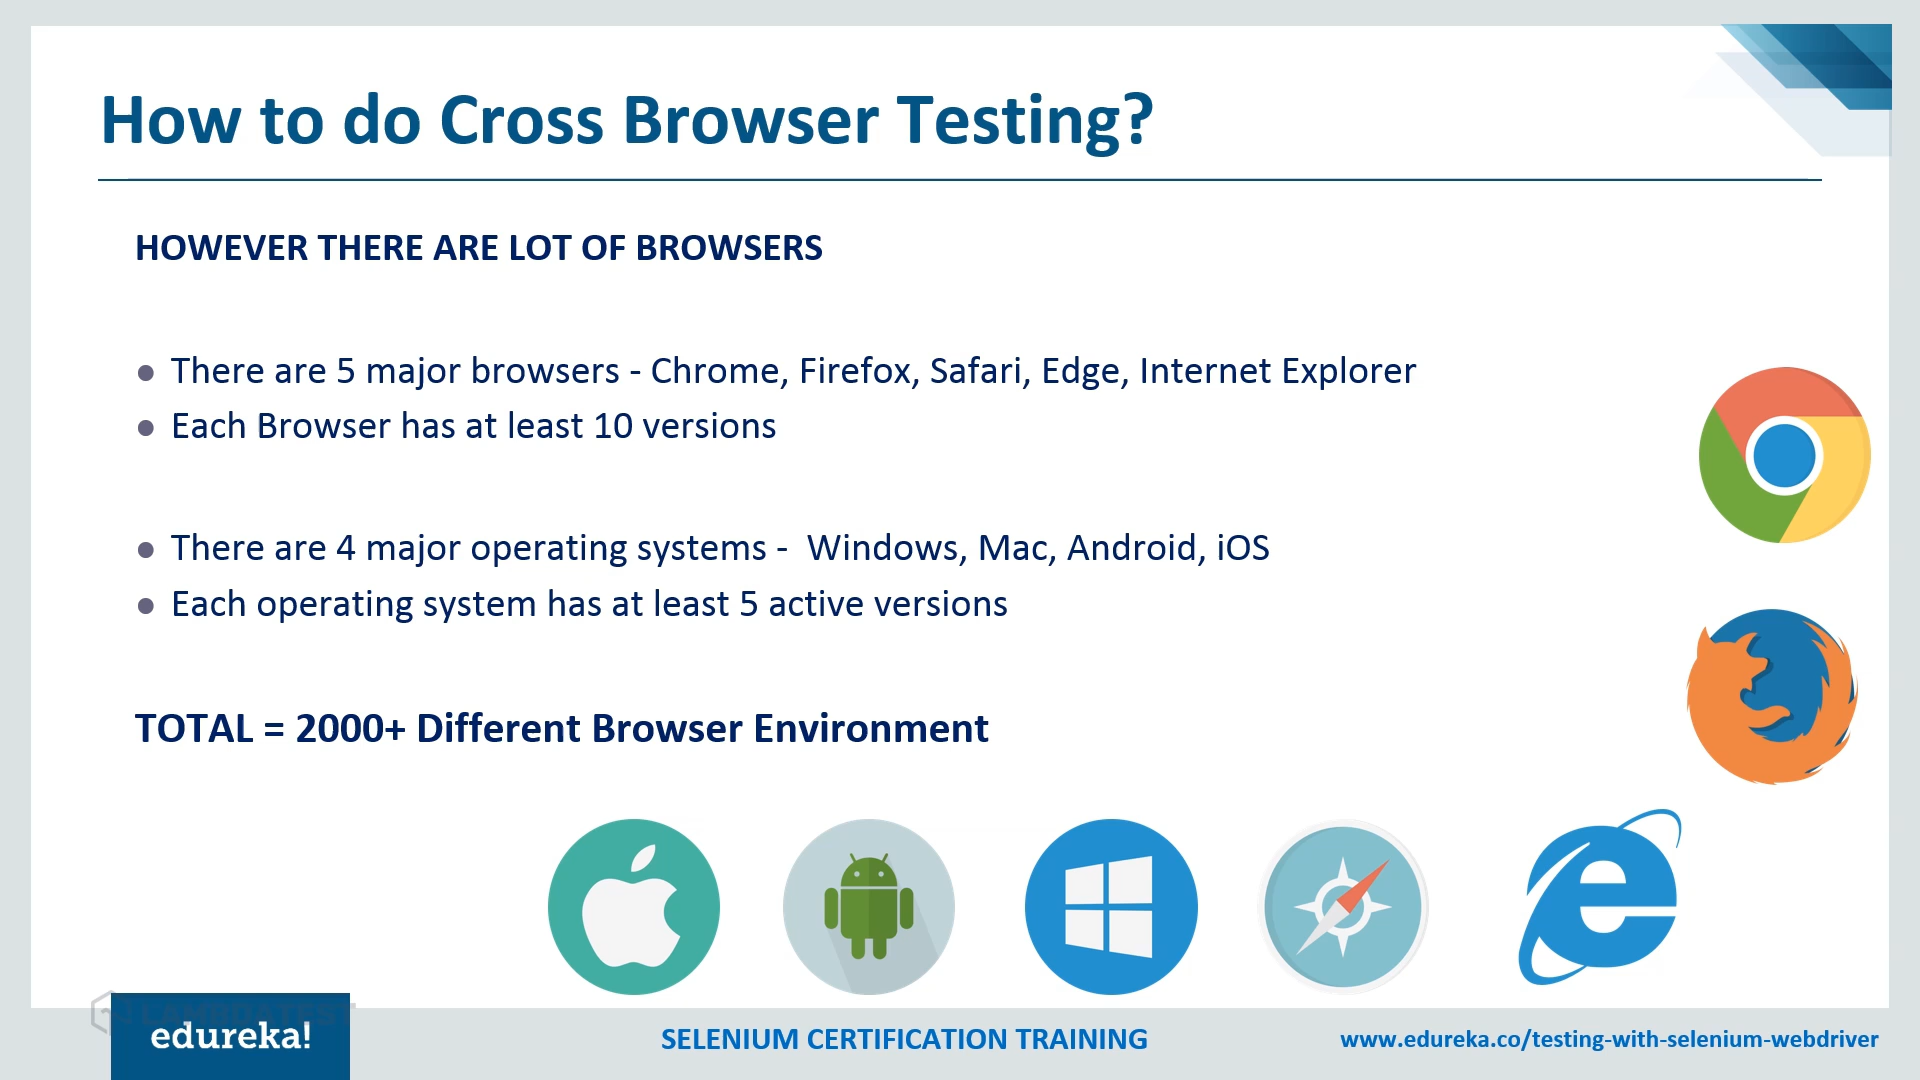 How to do Cross Browser Testing?
HOWEVER THERE ARE LOT OF BROWSERS
● There are 5 major browsers - Chrome, Firefox, Safari, Edge, Internet Explorer
● Each Browser has at least 10 versions
● There are 4 major operating systems -  Windows, Mac, Android, iOS
● Each operating system has at least 5 active versions
TOTAL = 2000+ Different Browser Environment
LAMBDATEST
edureka!
SELENIUM CERTIFICATION TRAINING
www.edureka.co/testing-with-selenium-webdriver